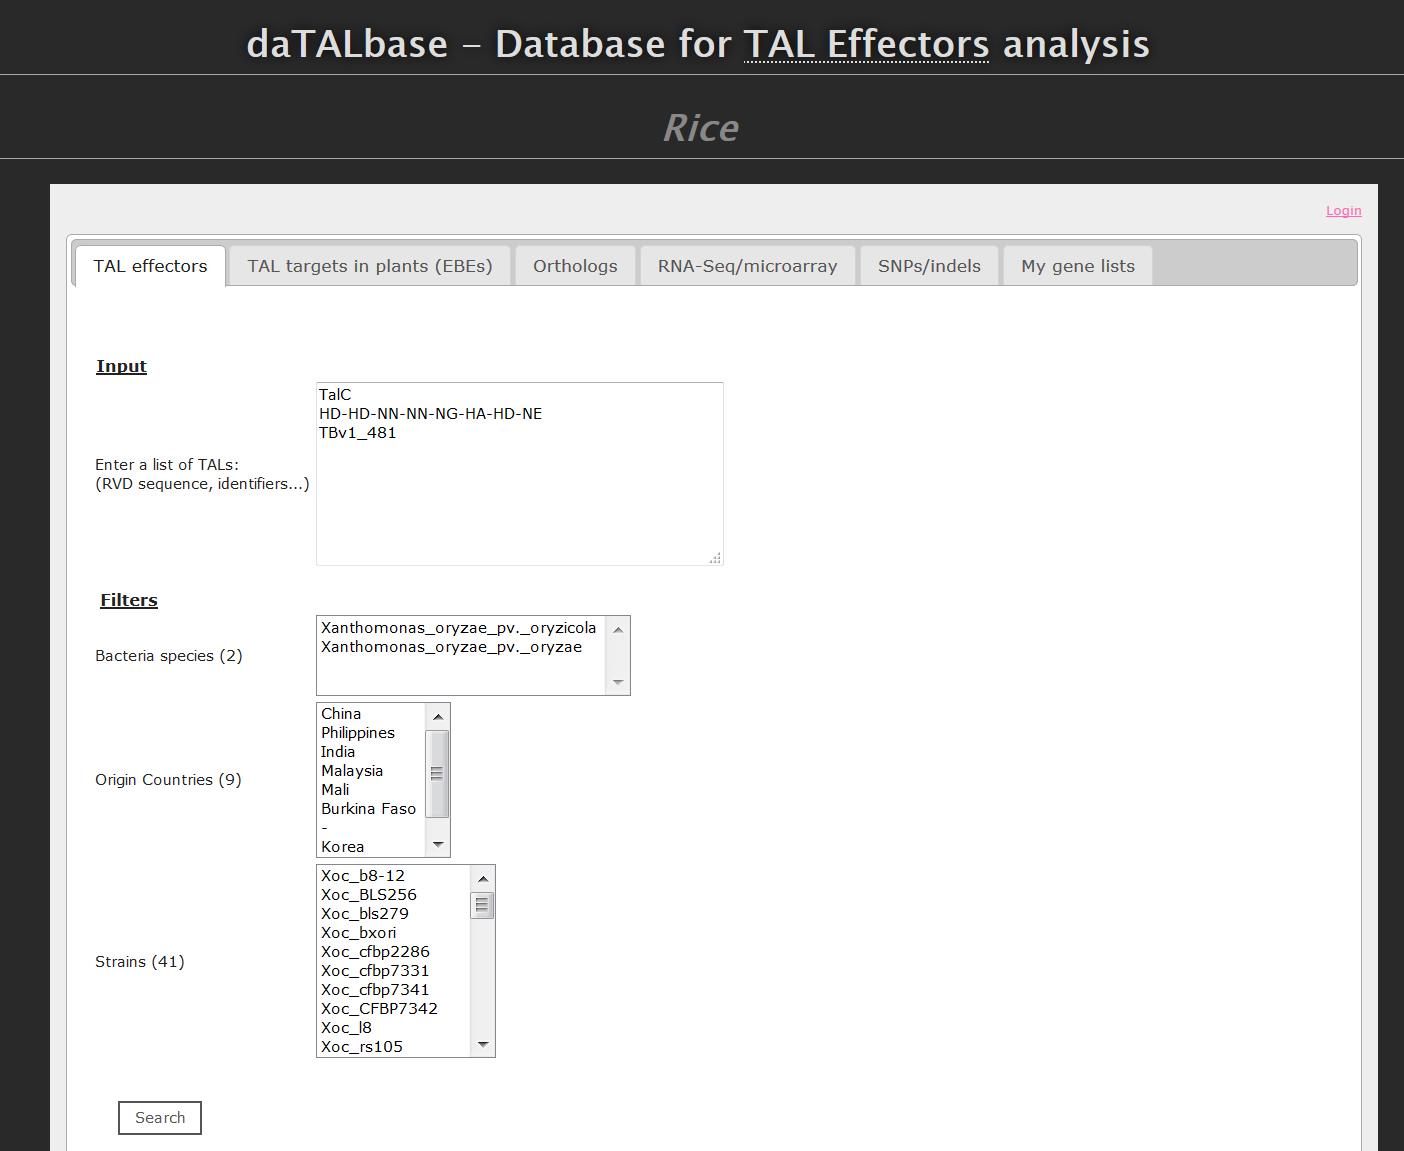 daTALbase – Database for TAL Effectors analysis
Rice
Login
TAL effectors
TAL targets in plants (EBEs)
Orthologs
RNA-Seq/microarray
SNPs/indels
My gene lists
Input
Enter a list of TALs:
(RVD sequence, identifiers...)
TalC
HD-HD-NN-NN-NG-HA-HD-NE
TBv1_481
Filters
Bacteria species (2)
Xanthomonas_oryzae_pv._oryzicola
Xanthomonas_oryzae_pv._oryzae
Origin Countries (9)
China
Philippines
India
Malaysia
Mali
Burkina Faso
-
Korea
Strains (41)
Xoc_b8-12
Xoc_BLS256
Xoc_bls279
Xoc_bxori
Xoc_cfbp2286
Xoc_cfbp7331
Xoc_cfbp7341
Xoc_CFBP7342
Xoc_l8
Xoc_rs105
Search